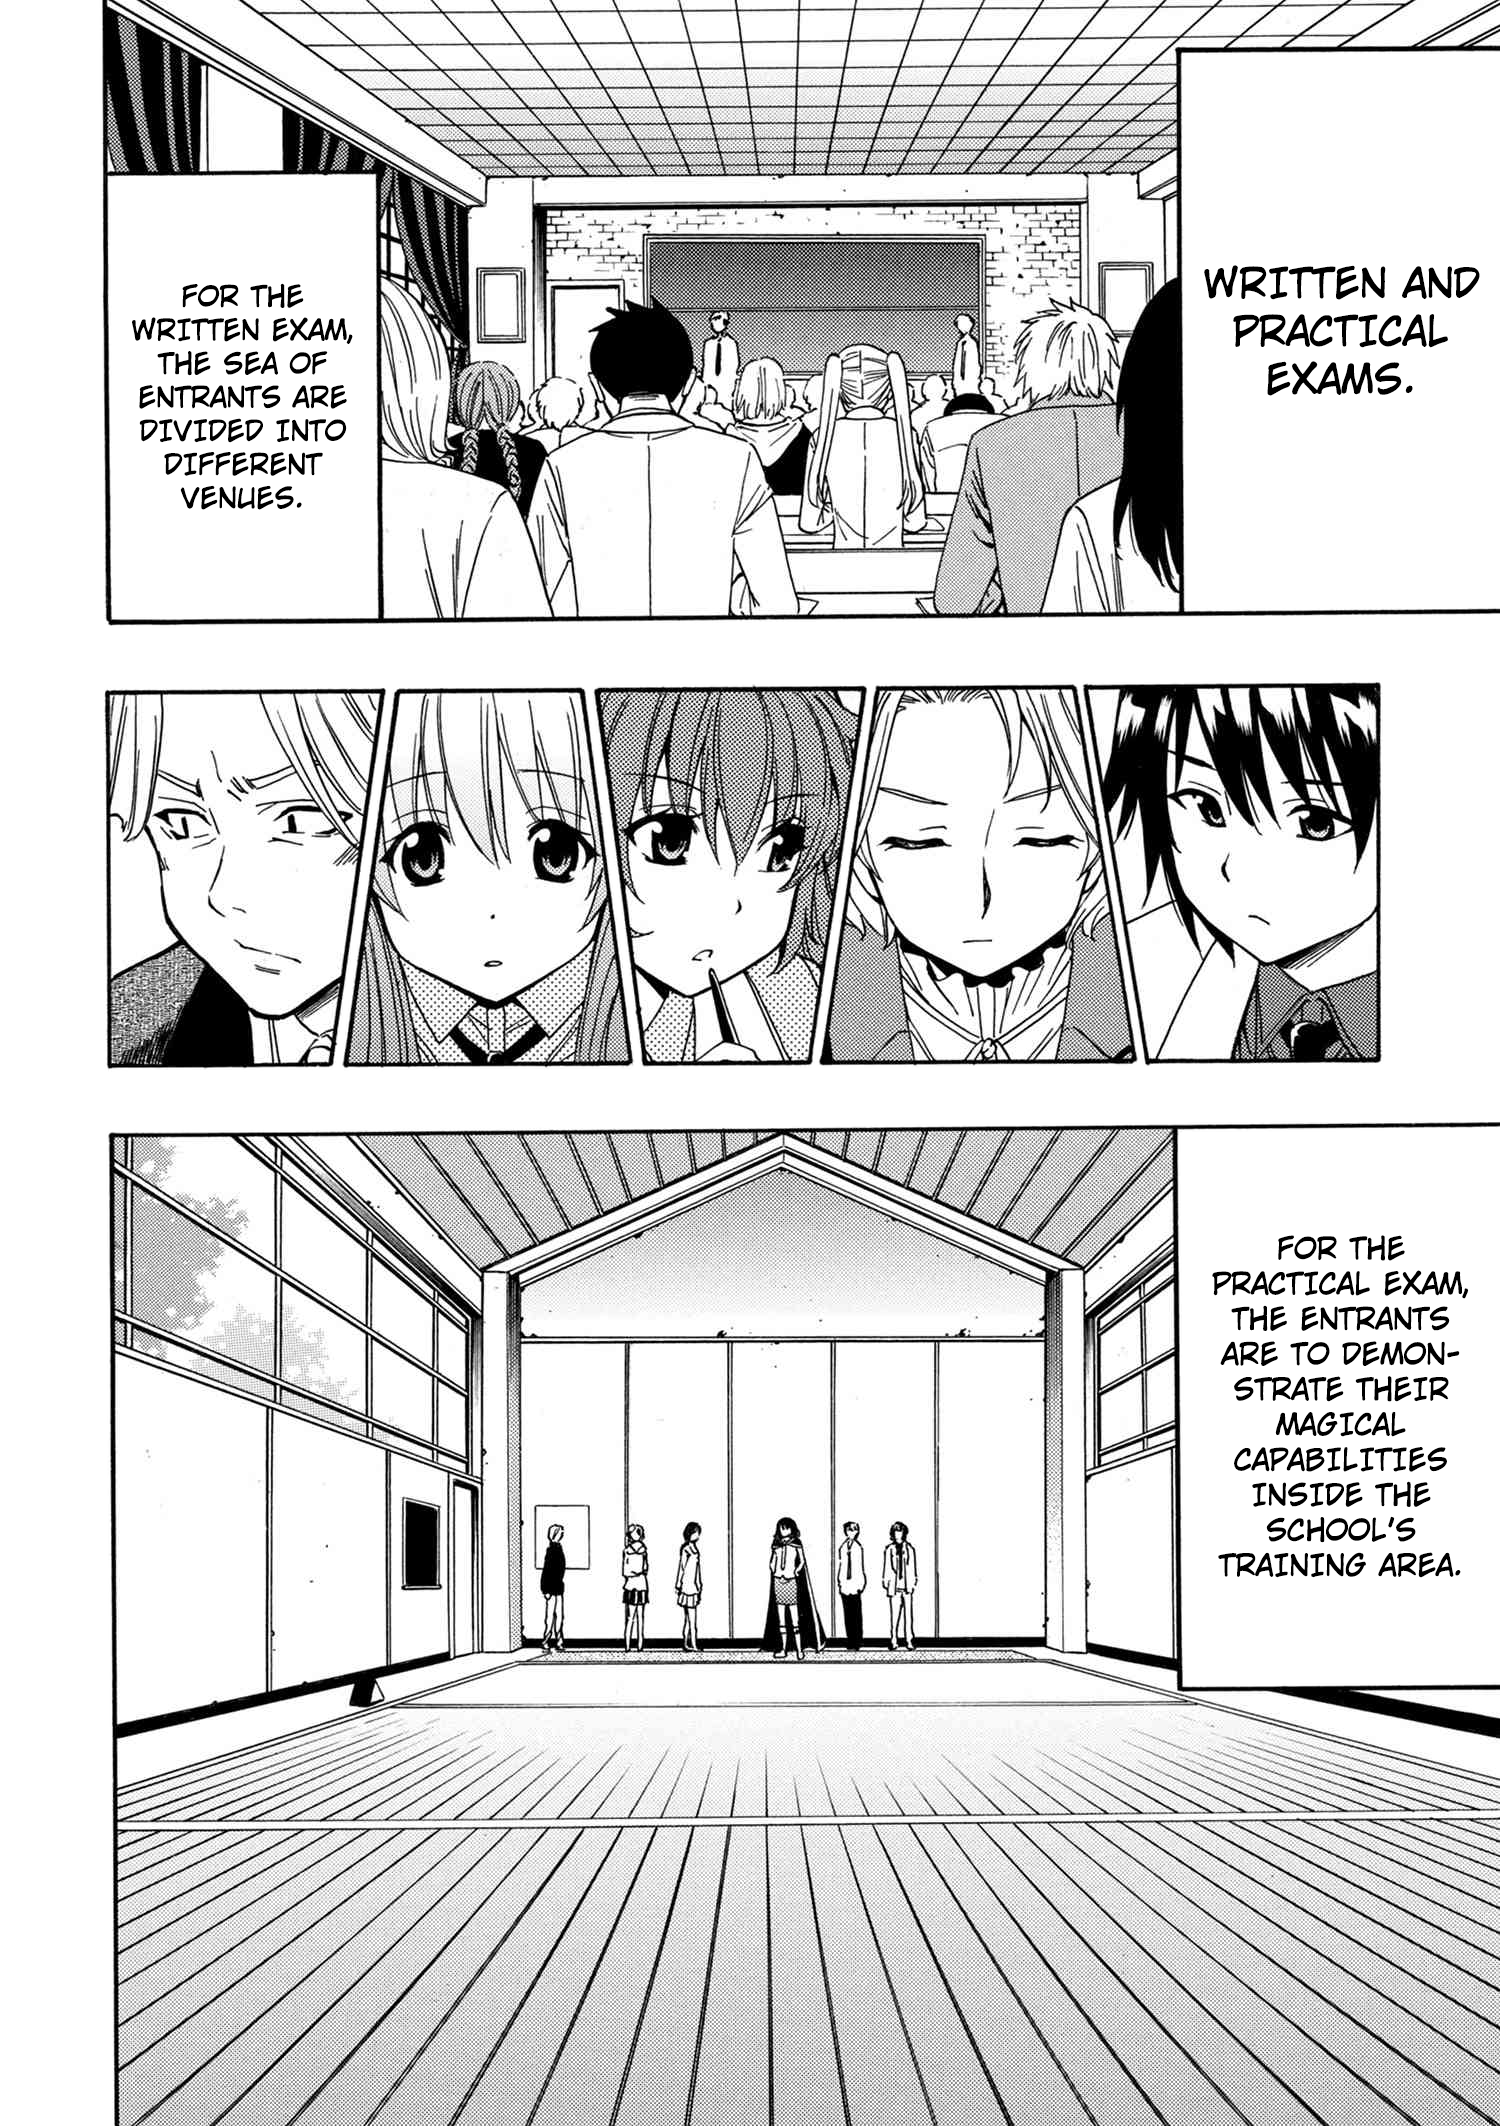 WRITTEN AND
PRACTICAL
EXAMS.
FOR THE
WRITTEN EXAM,
THE SEA OF
ENTRANTS ARE
DIVIDED INTO
DIFFERENT
VENUES.
FOR THE
PRACTICAL EXAM,
THE ENTRANTS
ARE TO DEMON-
STRATE THEIR
MAGICAL
CAPABILITIES
INSIDE THE
SCHOOL'S
TRAINING AREA.